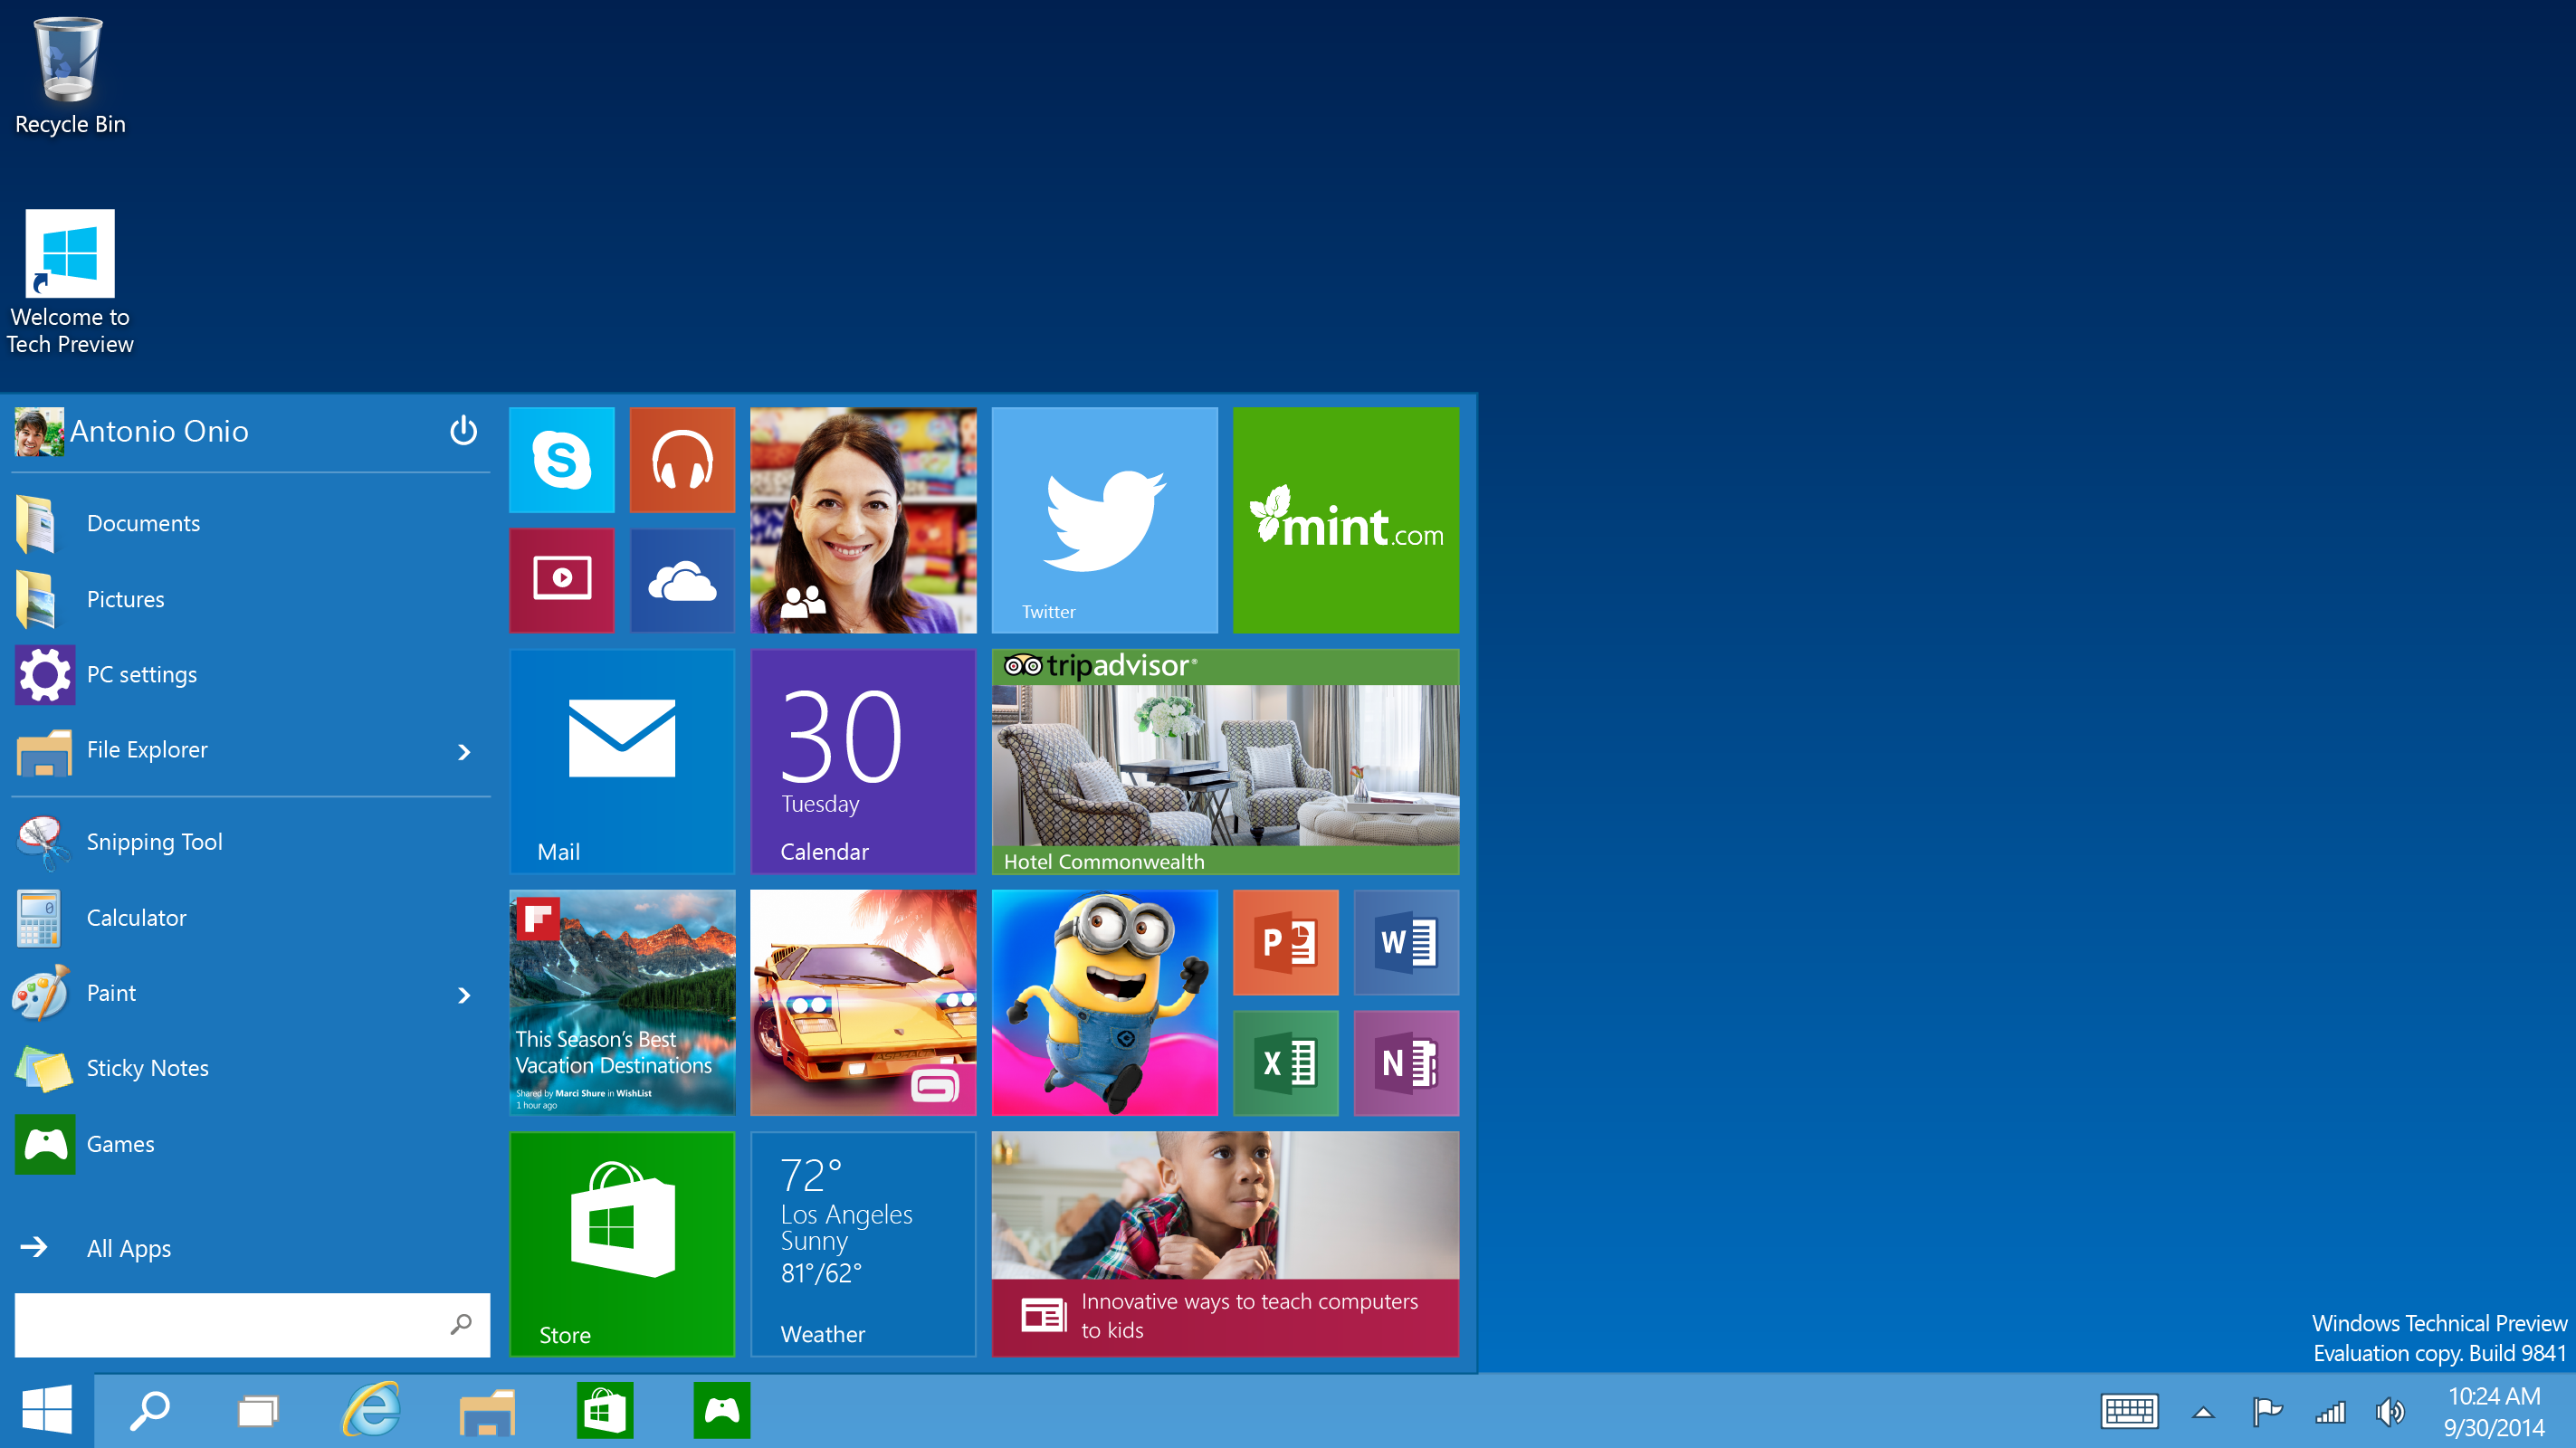 Recycle Bin
Welcome to
Tech Preview
Antonio Onio
Documents
Pictures
PC settings
File Explorer
Snipping Tool
Calculator
0
Paint
Sticky Notes
Games
All Apps
S
Twitter
mint.com
Mail
30
Tuesday
Calendar
tripadvisor®
Hotel Commonwealth
This Season's Best
Vacation Destinations
Shared by Marci Shure in WishList
1 hour ago
P
W
X
N
Store
72°
Los Angeles
Sunny
81°/62°
Weather
Innovative ways to teach computers
to kids
Windows Technical Preview
Evaluation copy. Build 9841
10:24 AM
9/30/2014